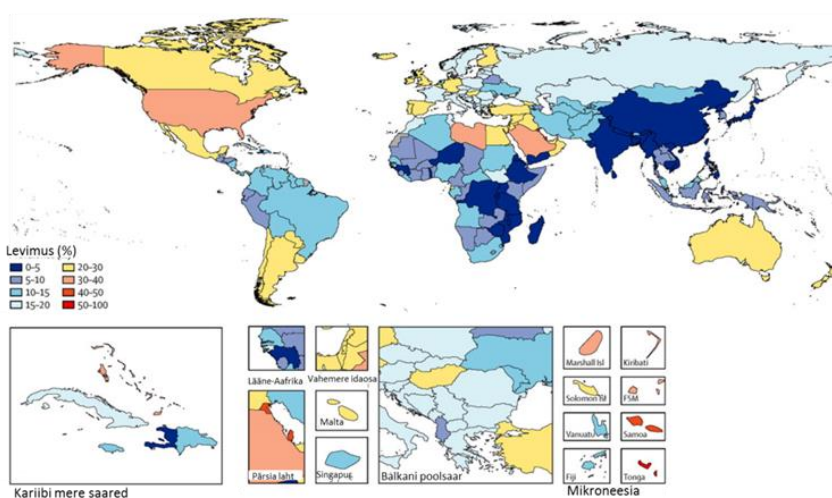 Levimus (%)
0-5
5-10
10-15
15-20
20-30
30-40
40-50
50-100
Kariibi mere saared
Lääne-Aafrika
Vahemere idaosa
Pärsia laht
Malta
Singapur
Balkani poolsaar
Marshall Isl
Kiribati
Solomon Isl
FSM
Vanuatu
Samoa
Fiji
Tonga
Mikroneesia